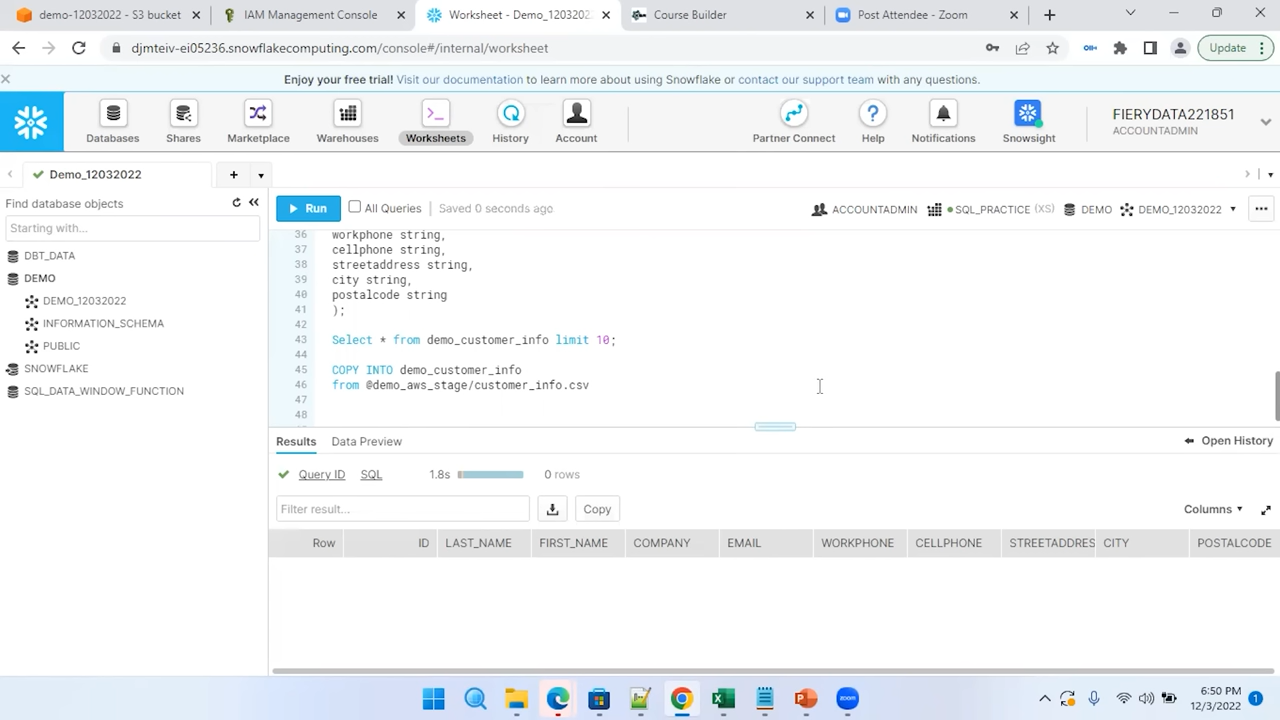 demo-12032022 - S3 bucket
IAM Management Console
Worksheet - Demo_12032022
Course Builder
Post Attendee - Zoom
djmteiv-ei05236.snowflakecomputing.com/console#/internal/worksheet
Update
Enjoy your free trial! Visit our documentation to learn more about using Snowflake or contact our support team with any questions.
Databases
Shares
Marketplace
Warehouses
Worksheets
History
Account
Partner Connect
Help
Notifications
Snowsight
FIERYDATA221851
ACCOUNTADMIN
Demo_12032022
Find database objects
Starting with...
DBT_DATA
DEMO
DEMO_12032022
INFORMATION_SCHEMA
PUBLIC
SNOWFLAKE
SQL_DATA_WINDOW_FUNCTION
Run
All Queries
Saved 0 seconds ago
ACCOUNTADMIN
SQL_PRACTICE (XS)
DEMO
DEMO_12032022
36 workphone string,
37 cellphone string,
38 streetaddress string,
39 city string,
40 postalcode string
41 );
42
43 Select * from demo_customer_info limit 10;
44
45 COPY INTO demo_customer_info
46 from @demo_aws_stage/customer_info.csv
47
48
Results
Data Preview
Open History
Query ID
SQL
1.8s
0 rows
Filter result...
Copy
Columns
Row
ID
LAST_NAME
FIRST_NAME
COMPANY
EMAIL
WORKPHONE
CELLPHONE
STREETADDRES
CITY
POSTALCODE
6:50 PM
12/3/2022
1